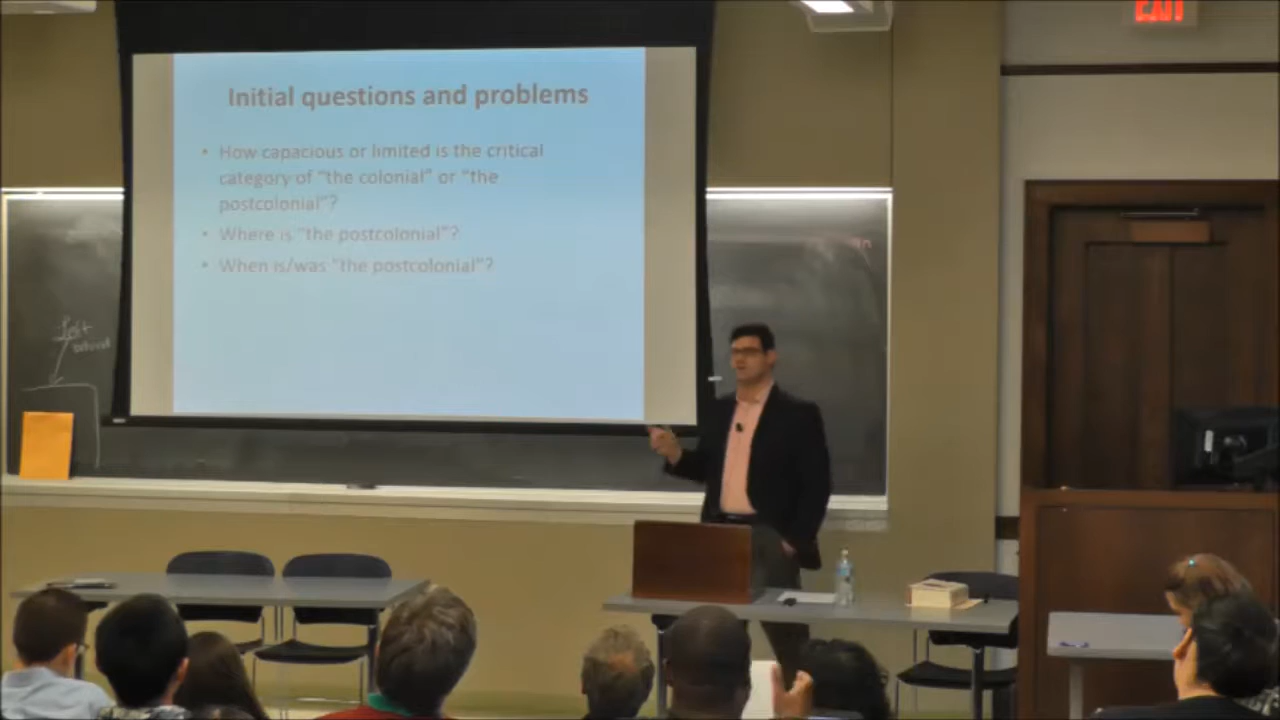 EXIT
Initial questions and problems
• How capacious or limited is the critical
category of "the colonial" or "the
postcolonial"?
• Where is "the postcolonial"?
• When is/was "the postcolonial"?